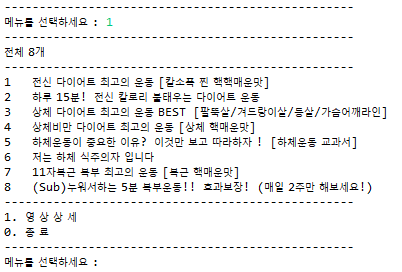 --------------------------------------------------
메뉴를 선택하세요 : 1
--------------------------------------------------
전체 8개
--------------------------------------------------
1 전신 다이어트 최고의 운동 [칼소폭 찐 핵핵매운맛]
2 하루 15분! 전신 칼로리 불태우는 다이어트 운동
3 상체 다이어트 최고의 운동 BEST [팔뚝살/겨드랑이살/등살/가슴어깨라인]
4 상체비만 다이어트 최고의 운동 [상체 핵매운맛]
5 하체운동이 중요한 이유? 이것만 보고 따라하자 ! [하체운동 교과서]
6 저는 하체 식주의자 입니다
7 11자복근 복부 최고의 운동 [복근 핵매운맛]
8 (Sub)누워서하는 5분 복부운동!! 효과보장! (매일 2주만 해보세요!)
--------------------------------------------------
1. 영 상 상 세
0. 종 료
--------------------------------------------------
메뉴를 선택하세요 :